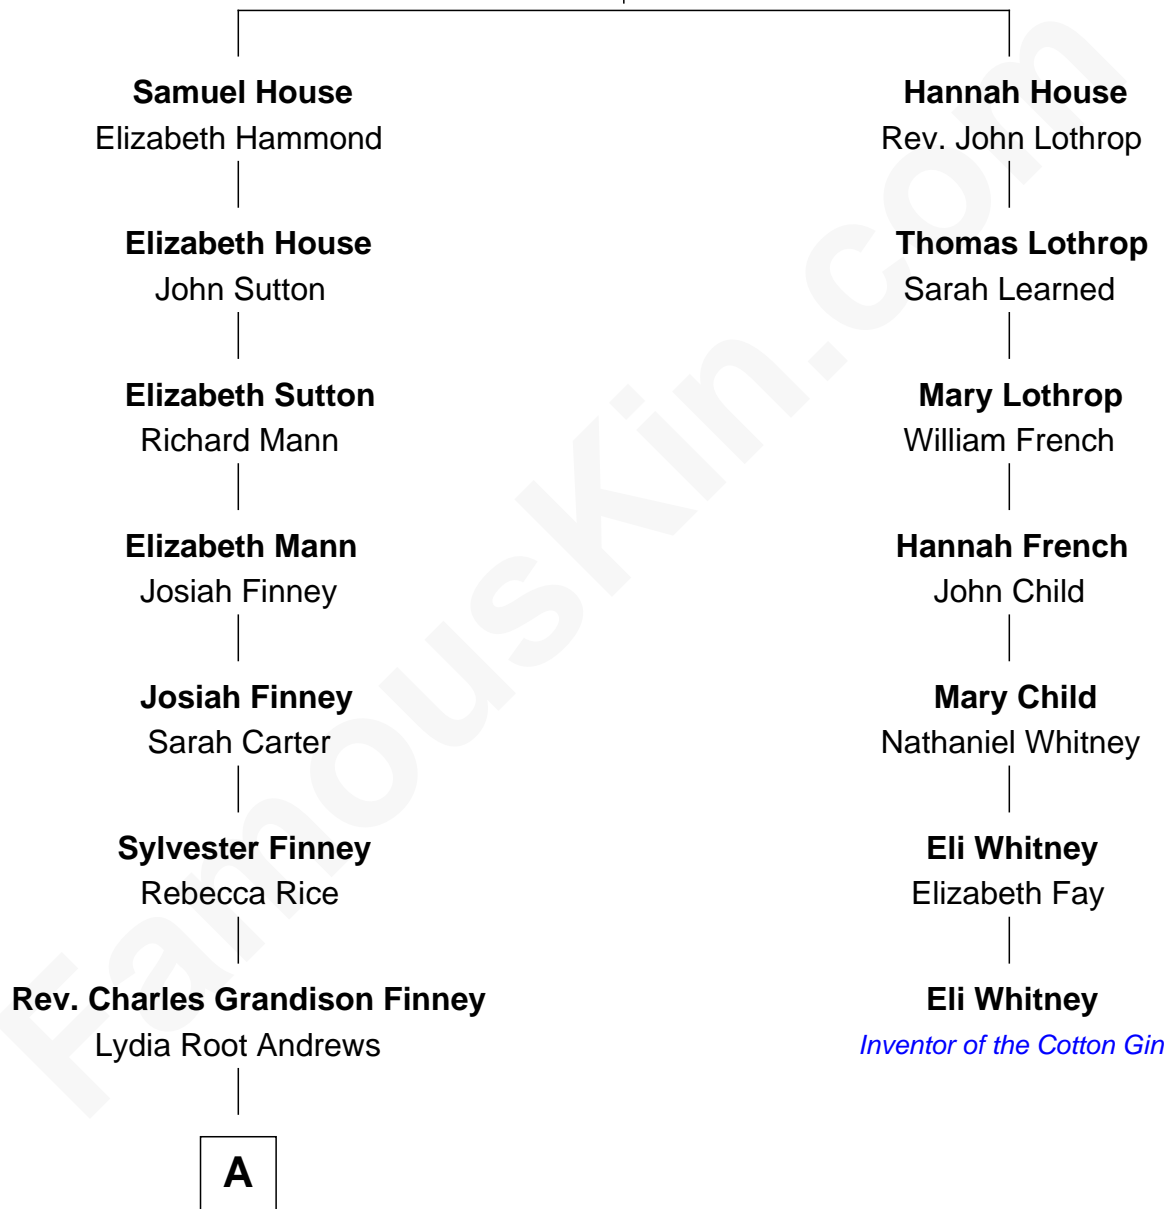 Samuel House
Elizabeth Hammond
Elizabeth House
John Sutton
Elizabeth Sutton
Richard Mann
Elizabeth Mann
Josiah Finney
Josiah Finney
Sarah Carter
Sylvester Finney
Rebecca Rice
Rev. Charles Grandison Finney
Lydia Root Andrews
A
Hannah House
Rev. John Lothrop
Thomas Lothrop
Sarah Learned
Mary Lothrop
William French
Hannah French
John Child
Mary Child
Nathaniel Whitney
Eli Whitney
Elizabeth Fay
Eli Whitney
Inventor of the Cotton Gin
FamousKin.com